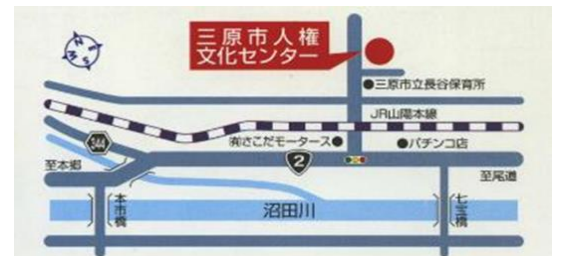 三原市人権
文化センター
N
E
S
W
●三原市立長谷保育所
JR山陽本線
344
㈲さこだモータース●
●パチンコ店
2
至本郷
至尾道
本市橋
沼田川
七宝橋